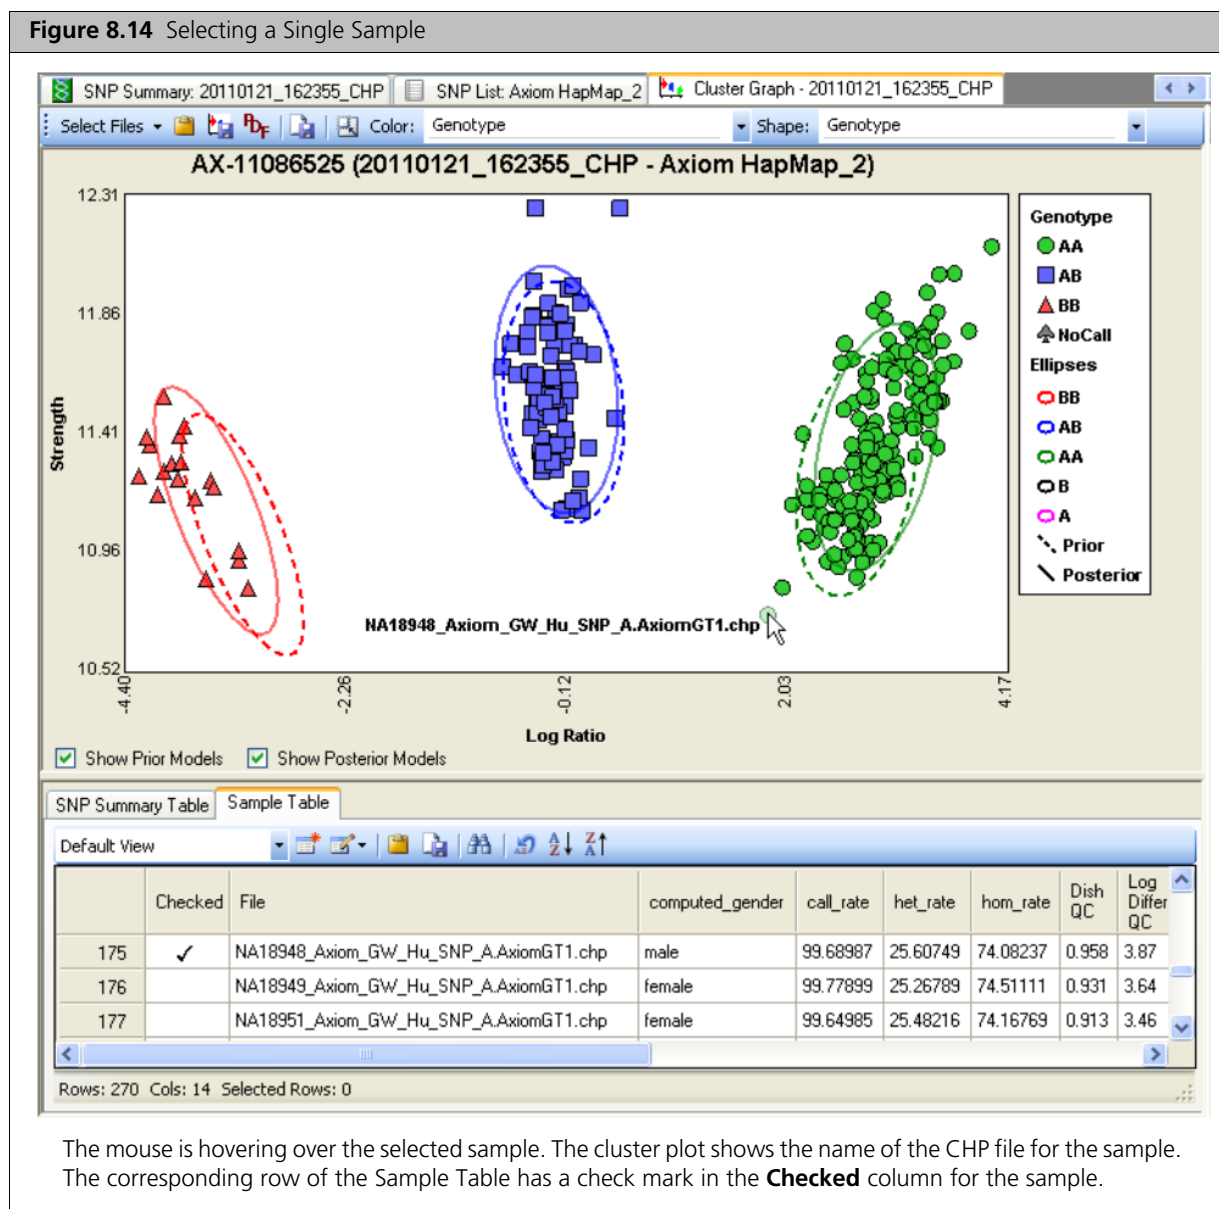 Figure 8.14 Selecting a Single Sample
SNP Summary: 20110121_162355_CHP
SNP List: Axiom HapMap_2
Cluster Graph - 20110121_162355_CHP
Select Files
PDF
Color: Genotype
Shape: Genotype
AX-11086525 (20110121_162355_CHP - Axiom HapMap_2)
12.31
11.86
11.41
10.96
10.52
Strength
-4.40
-2.26
-0.12
2.03
4.17
Log Ratio
NA18948_Axiom_GW_Hu_SNP_A.AxiomGT1.chp
Genotype
AA
AB
BB
NoCall
Ellipses
BB
AB
AA
B
A
Prior
Posterior
Show Prior Models
Show Posterior Models
SNP Summary Table
Sample Table
Default View
Checked File computed_gender call_rate het_rate hom_rate Dish QC Log Differ QC
175 ✓ NA18948_Axiom_GW_Hu_SNP_A.AxiomGT1.chp male 99.68987 25.60749 74.08237 0.958 3.87
176 NA18949_Axiom_GW_Hu_SNP_A.AxiomGT1.chp female 99.77899 25.26789 74.51111 0.931 3.64
177 NA18951_Axiom_GW_Hu_SNP_A.AxiomGT1.chp female 99.64985 25.48216 74.16769 0.913 3.46
Rows: 270 Cols: 14 Selected Rows: 0
The mouse is hovering over the selected sample. The cluster plot shows the name of the CHP file for the sample.
The corresponding row of the Sample Table has a check mark in the Checked column for the sample.